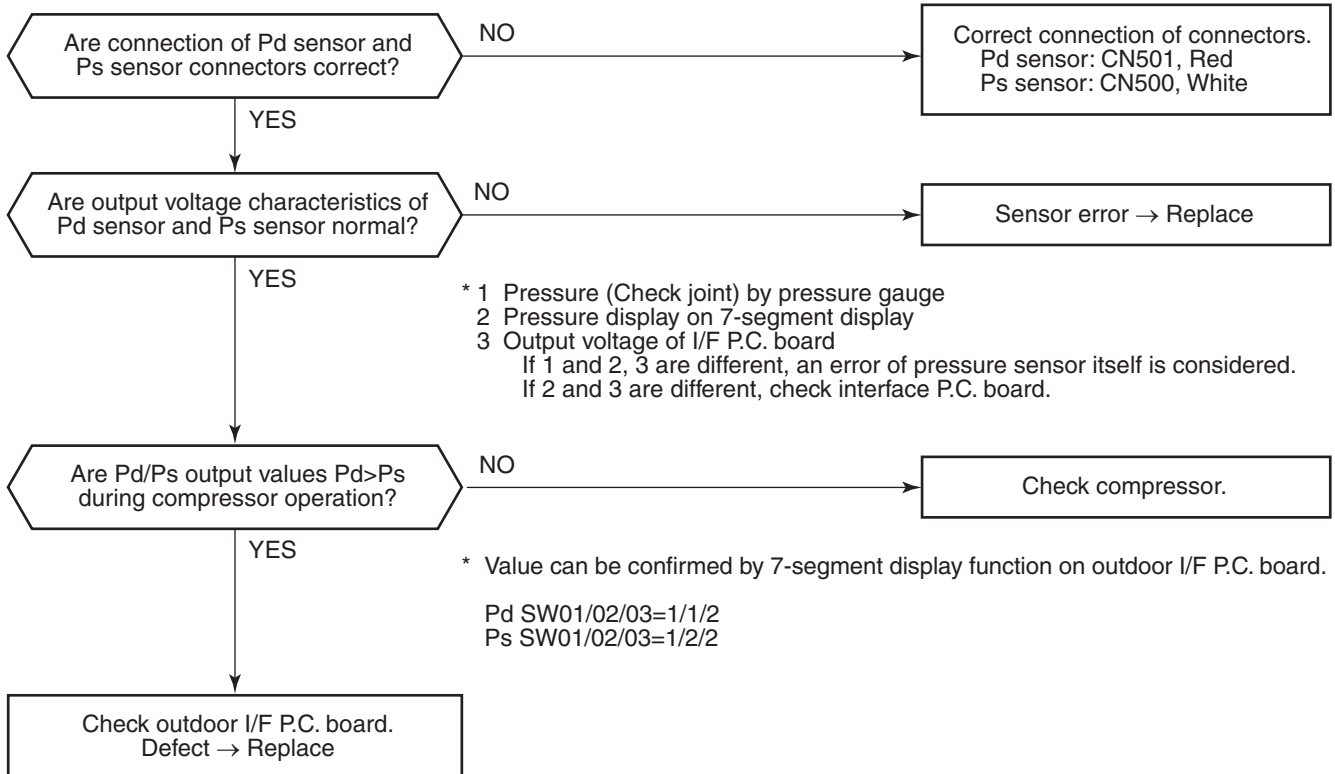 Are connection of Pd sensor and
Ps sensor connectors correct?
NO
Correct connection of connectors.
Pd sensor: CN501, Red
Ps sensor: CN500, White
YES
Are output voltage characteristics of
Pd sensor and Ps sensor normal?
NO
Sensor error → Replace
YES
* 1 Pressure (Check joint) by pressure gauge
2 Pressure display on 7-segment display
3 Output voltage of I/F P.C. board
If 1 and 2, 3 are different, an error of pressure sensor itself is considered.
If 2 and 3 are different, check interface P.C. board.
Are Pd/Ps output values Pd>Ps
during compressor operation?
NO
Check compressor.
YES
* Value can be confirmed by 7-segment display function on outdoor I/F P.C. board.
Pd SW01/02/03=1/1/2
Ps SW01/02/03=1/2/2
Check outdoor I/F P.C. board.
Defect → Replace